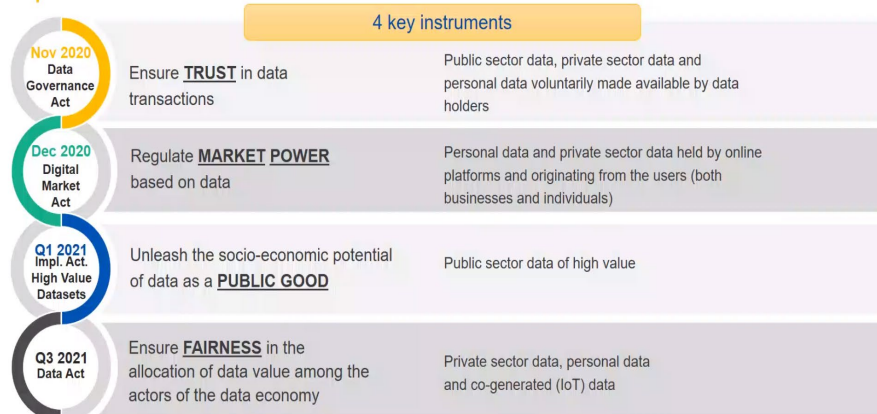 4 key instruments
Nov 2020
Data
Governance
Act
Ensure TRUST in data
transactions
Public sector data, private sector data and
personal data voluntarily made available by data
holders
Dec 2020
Digital
Market
Act
Regulate MARKET POWER
based on data
Personal data and private sector data held by online
platforms and originating from the users (both
businesses and individuals)
Q1 2021
Impl. Act.
High Value
Datasets
Unleash the socio-economic potential
of data as a PUBLIC GOOD
Public sector data of high value
Q3 2021
Data Act
Ensure FAIRNESS in the
allocation of data value among the
actors of the data economy
Private sector data, personal data
and co-generated (IoT) data